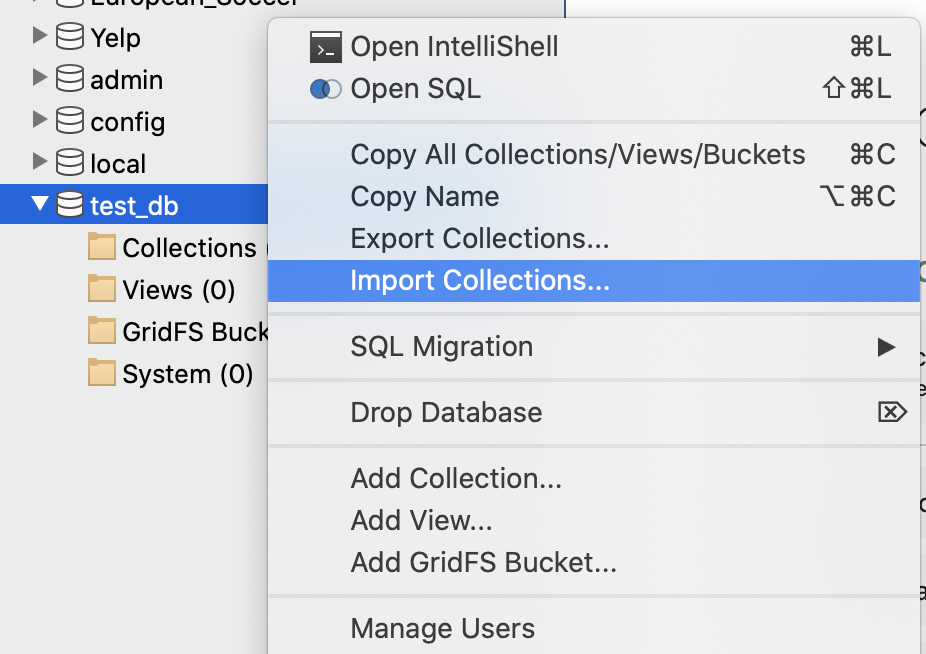 European_Soccer
Yelp
admin
config
local
test_db
Collections (
Views (0)
GridFS Buck
System (0)
Open IntelliShell ⌘L
Open SQL ⇧⌘L
Copy All Collections/Views/Buckets ⌘C
Copy Name ⌥⌘C
Export Collections...
Import Collections...
SQL Migration
Drop Database ⌦
Add Collection...
Add View...
Add GridFS Bucket...
Manage Users